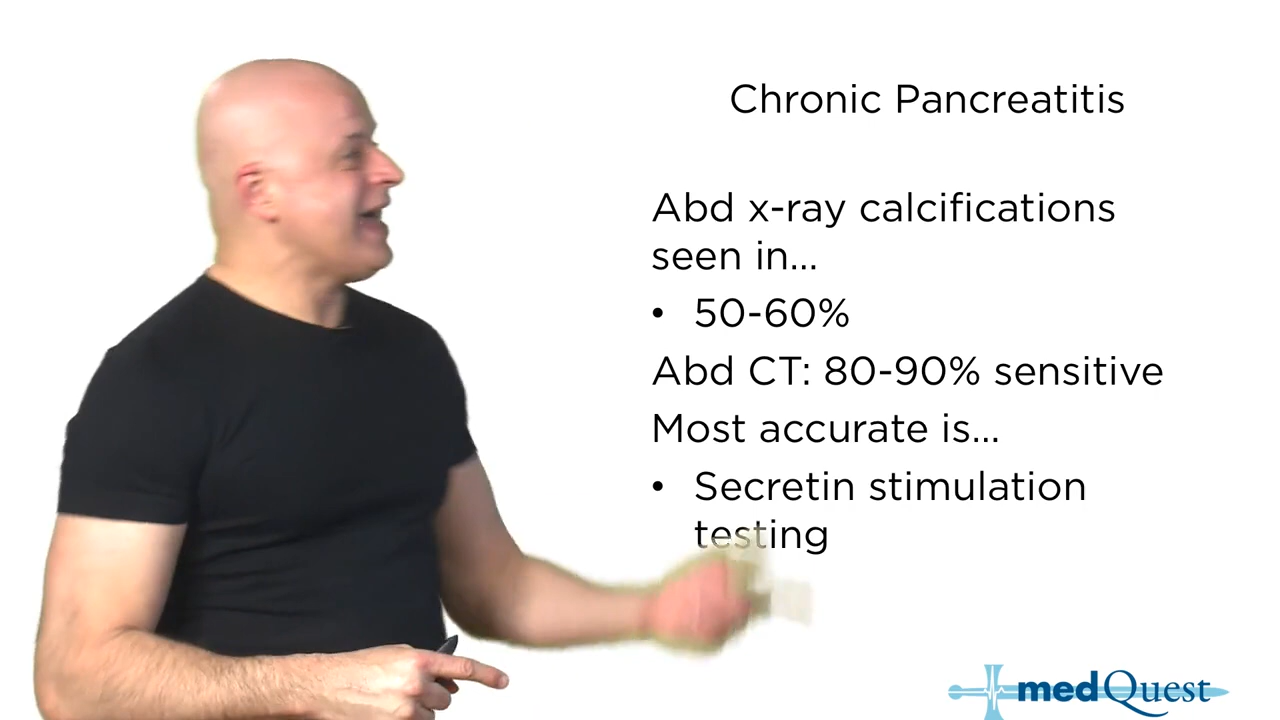 Chronic Pancreatitis
Abd x-ray calcifications
seen in...
• 50-60%
Abd CT: 80-90% sensitive
Most accurate is...
• Secretin stimulation
testing
medQuest